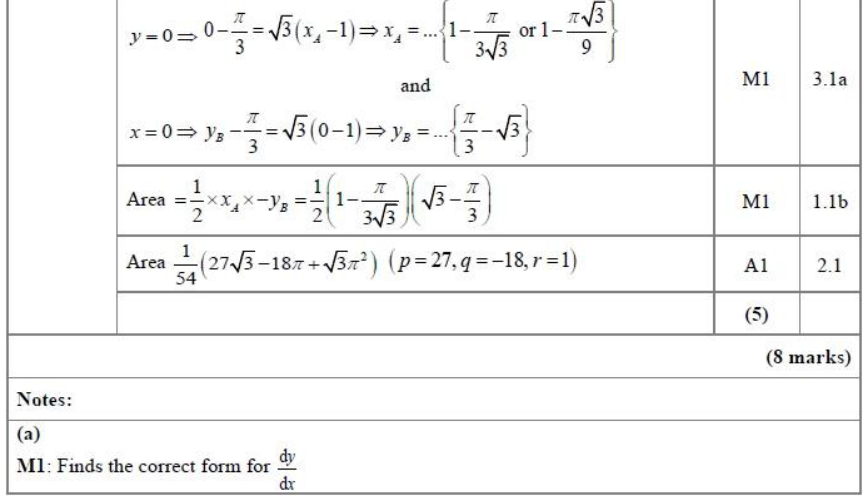 y = 0 ⇒ 0 − π/3 = √3(x_A − 1) ⇒ x_A = ...{1 − π/(3√3) or 1 − π√3/9}
and
x = 0 ⇒ y_B − π/3 = √3(0 − 1) ⇒ y_B = ...{π/3 − √3}
M1 3.1a
Area = 1/2 × x_A × −y_B = 1/2(1 − π/(3√3))(√3 − π/3) M1 1.1b
Area 1/54(27√3 − 18π + √3π²) (p = 27, q = −18, r = 1) A1 2.1
(5)
(8 marks)
Notes:
(a)
M1: Finds the correct form for dy/dx